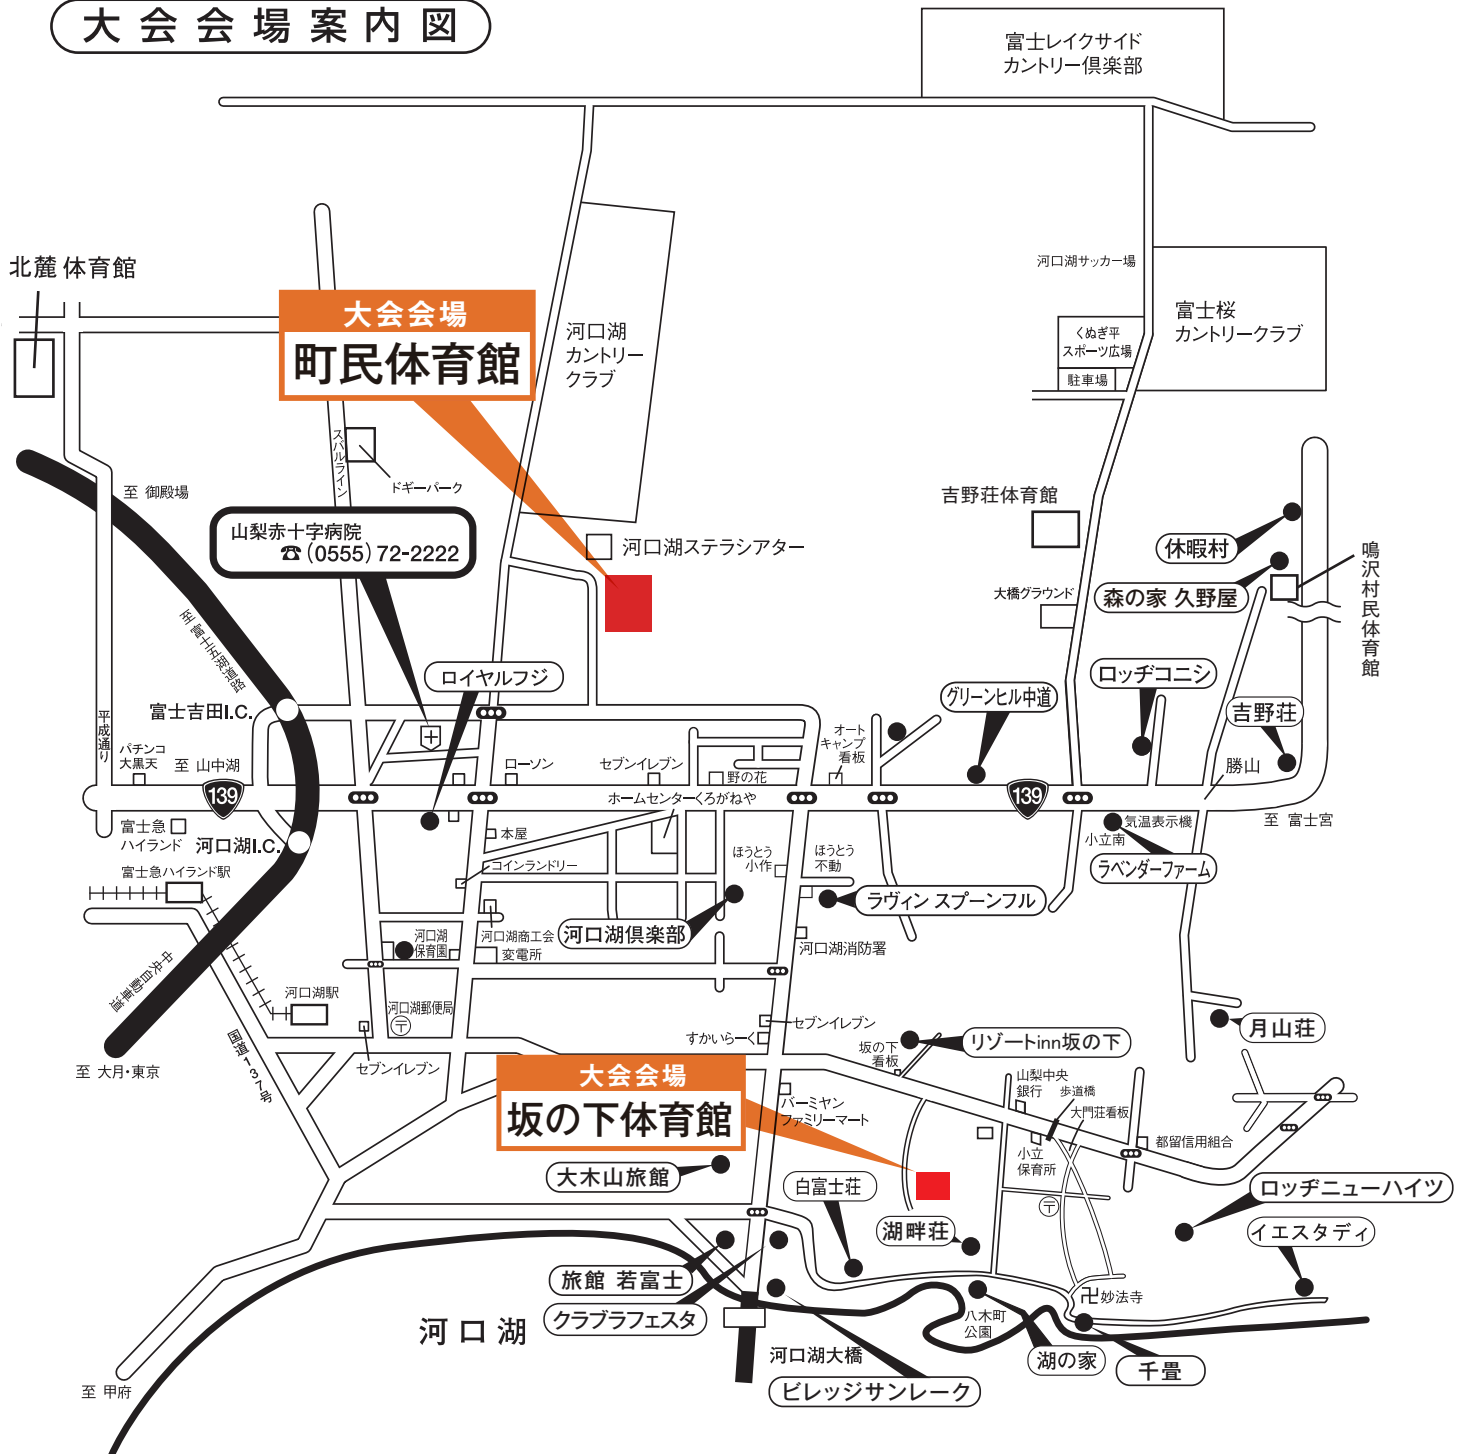 大会会場案内図
富士レイクサイド
カントリー倶楽部
北麓 体育館
大会会場
町民体育館
河口湖
カントリー
クラブ
河口湖サッカー場
くぬぎ平
スポーツ広場
駐車場
富士桜
カントリークラブ
スバルライン
ドギーパーク
至 御殿場
山梨赤十字病院
☎(0555)72-2222
河口湖ステラシアター
吉野荘体育館
大橋グラウンド
休暇村
森の家 久野屋
鳴沢村民体育館
至 富士五湖道路
ロイヤルフジ
グリーンヒル中道
ロッヂコニシ
吉野荘
富士吉田I.C.
平成通り
パチンコ
大黒天
至 山中湖
139
ローソン
セブンイレブン
野の花
オート
キャンプ
看板
139
勝山
ホームセンターくろがねや
至 富士宮
富士急
ハイランド
河口湖I.C.
本屋
コインランドリー
ほうとう
小作
ほうとう
不動
小立南
気温表示機
ラベンダーファーム
富士急ハイランド駅
ラヴィン スプーンフル
河口湖倶楽部
河口湖
保育園
河口湖商工会
変電所
河口湖消防署
中央自動車道
河口湖駅
河口湖郵便局
〒
国道137号
セブンイレブン
セブンイレブン
すかいらーく
坂の下
看板
リゾートinn坂の下
月山荘
至 大月・東京
大会会場
坂の下体育館
バーミヤン
ファミリーマート
山梨中央
銀行
歩道橋
大門荘看板
小立
保育所
都留信用組合
大木山旅館
白富士荘
湖畔荘
〒
ロッヂニューハイツ
イエスタディ
旅館 若富士
クラブラフェスタ
卍妙法寺
八木町
公園
河口湖
河口湖大橋
湖の家
千畳
ビレッジサンレーク
至 甲府